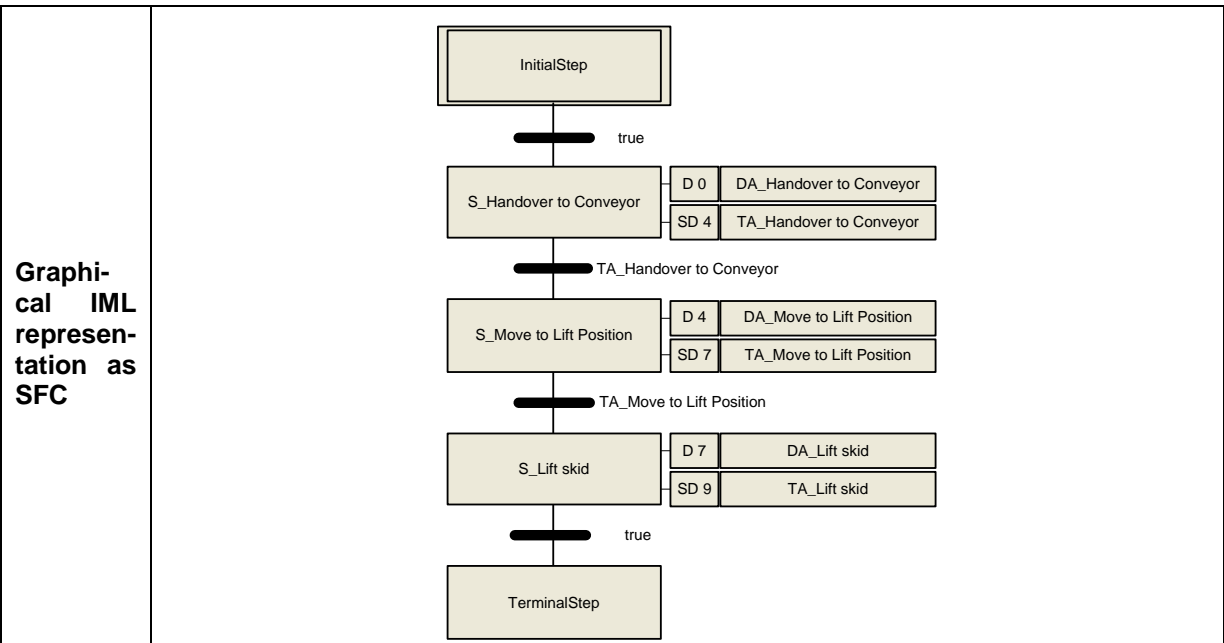 Graphi-
cal IML
represen-
tation as
SFC
InitialStep
true
S_Handover to Conveyor
D 0
DA_Handover to Conveyor
SD 4
TA_Handover to Conveyor
TA_Handover to Conveyor
S_Move to Lift Position
D 4
DA_Move to Lift Position
SD 7
TA_Move to Lift Position
TA_Move to Lift Position
S_Lift skid
D 7
DA_Lift skid
SD 9
TA_Lift skid
true
TerminalStep